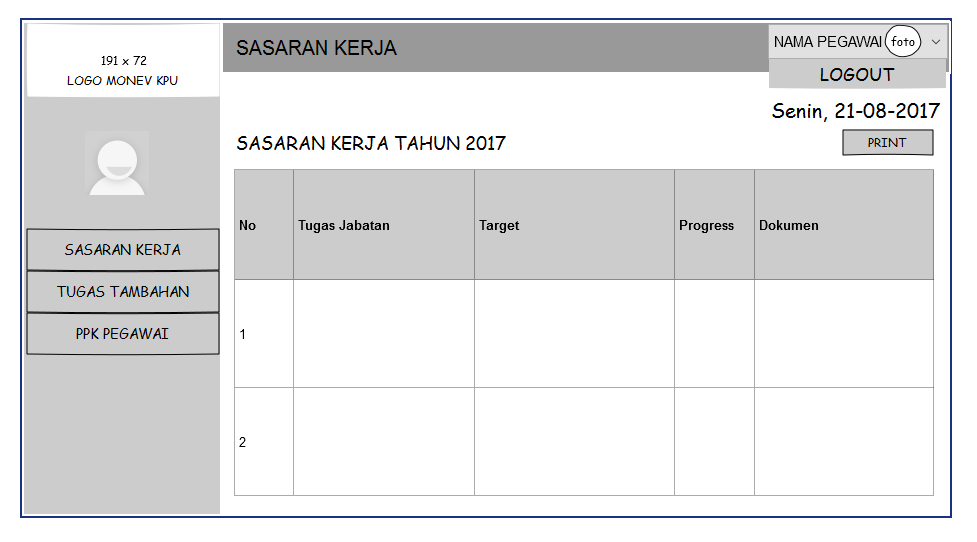 191 x 72
LOGO MONEV KPU
SASARAN KERJA
NAMA PEGAWAI foto
LOGOUT
Senin, 21-08-2017
SASARAN KERJA TAHUN 2017
PRINT
SASARAN KERJA
TUGAS TAMBAHAN
PPK PEGAWAI
No Tugas Jabatan Target Progress Dokumen
1
2